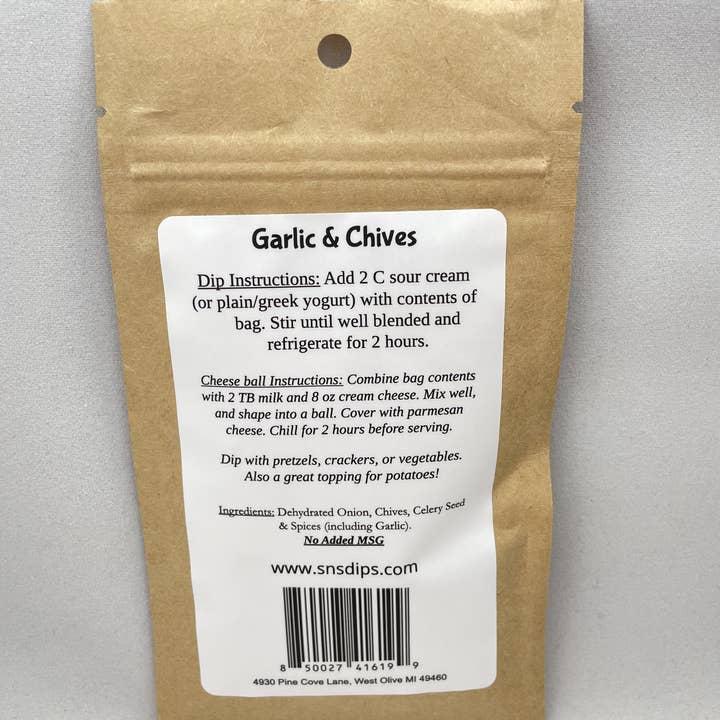 Garlic & Chives
Dip Instructions: Add 2 C sour cream
(or plain/greek yogurt) with contents of
bag. Stir until well blended and
refrigerate for 2 hours.
Cheese ball Instructions: Combine bag contents
with 2 TB milk and 8 oz cream cheese. Mix well,
and shape into a ball. Cover with parmesan
cheese. Chill for 2 hours before serving.
Dip with pretzels, crackers, or vegetables.
Also a great topping for potatoes!
Ingredients: Dehydrated Onion, Chives, Celery Seed
& Spices (including Garlic).
No Added MSG
www.snsdips.com
8 50027 41619 9
4930 Pine Cove Lane, West Olive MI 49460